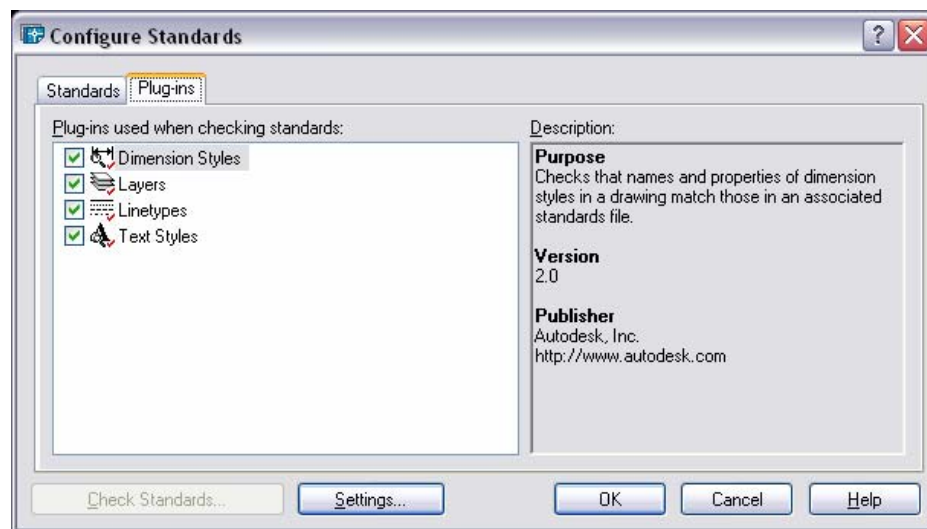 Configure Standards
Standards
Plug-ins
Plug-ins used when checking standards:
Dimension Styles
Layers
Linetypes
Text Styles
Description:
Purpose
Checks that names and properties of dimension
styles in a drawing match those in an associated
standards file.
Version
2.0
Publisher
Autodesk, Inc.
http://www.autodesk.com
Check Standards...
Settings...
OK
Cancel
Help